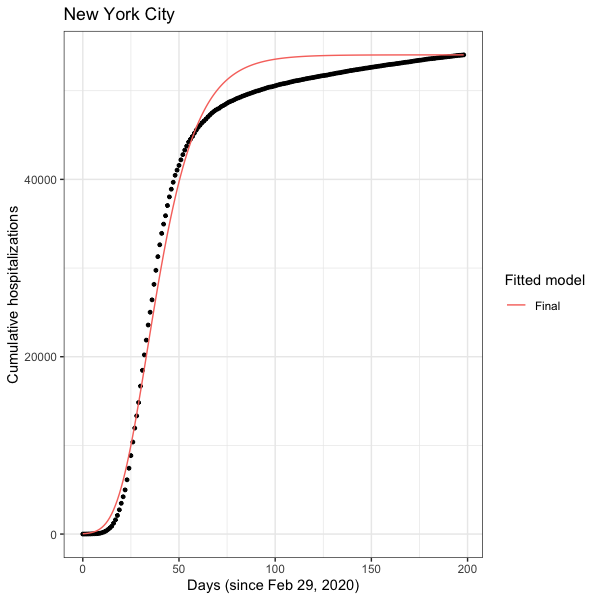 New York City
Cumulative hospitalizations
40000
20000
0
0 50 100 150 200
Days (since Feb 29, 2020)
Fitted model
Final